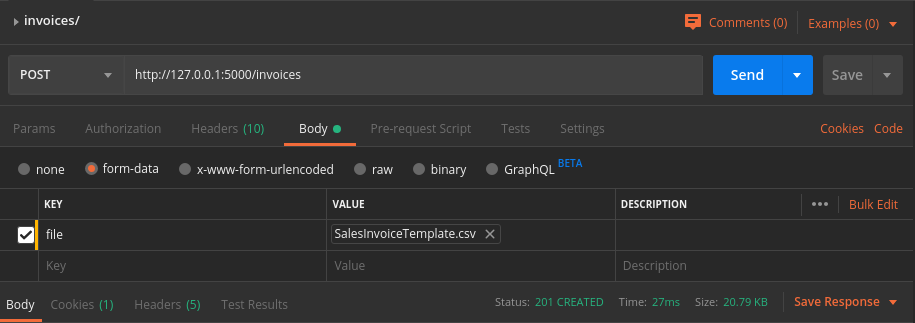 invoices/
Comments (0) Examples (0)
POST http://127.0.0.1:5000/invoices Send Save
Params Authorization Headers (10) Body Pre-request Script Tests Settings Cookies Code
none form-data x-www-form-urlencoded raw binary GraphQL BETA
KEY VALUE DESCRIPTION ••• Bulk Edit
file SalesInvoiceTemplate.csv
Key Value Description
Body Cookies (1) Headers (5) Test Results Status: 201 CREATED Time: 27ms Size: 20.79 KB Save Response